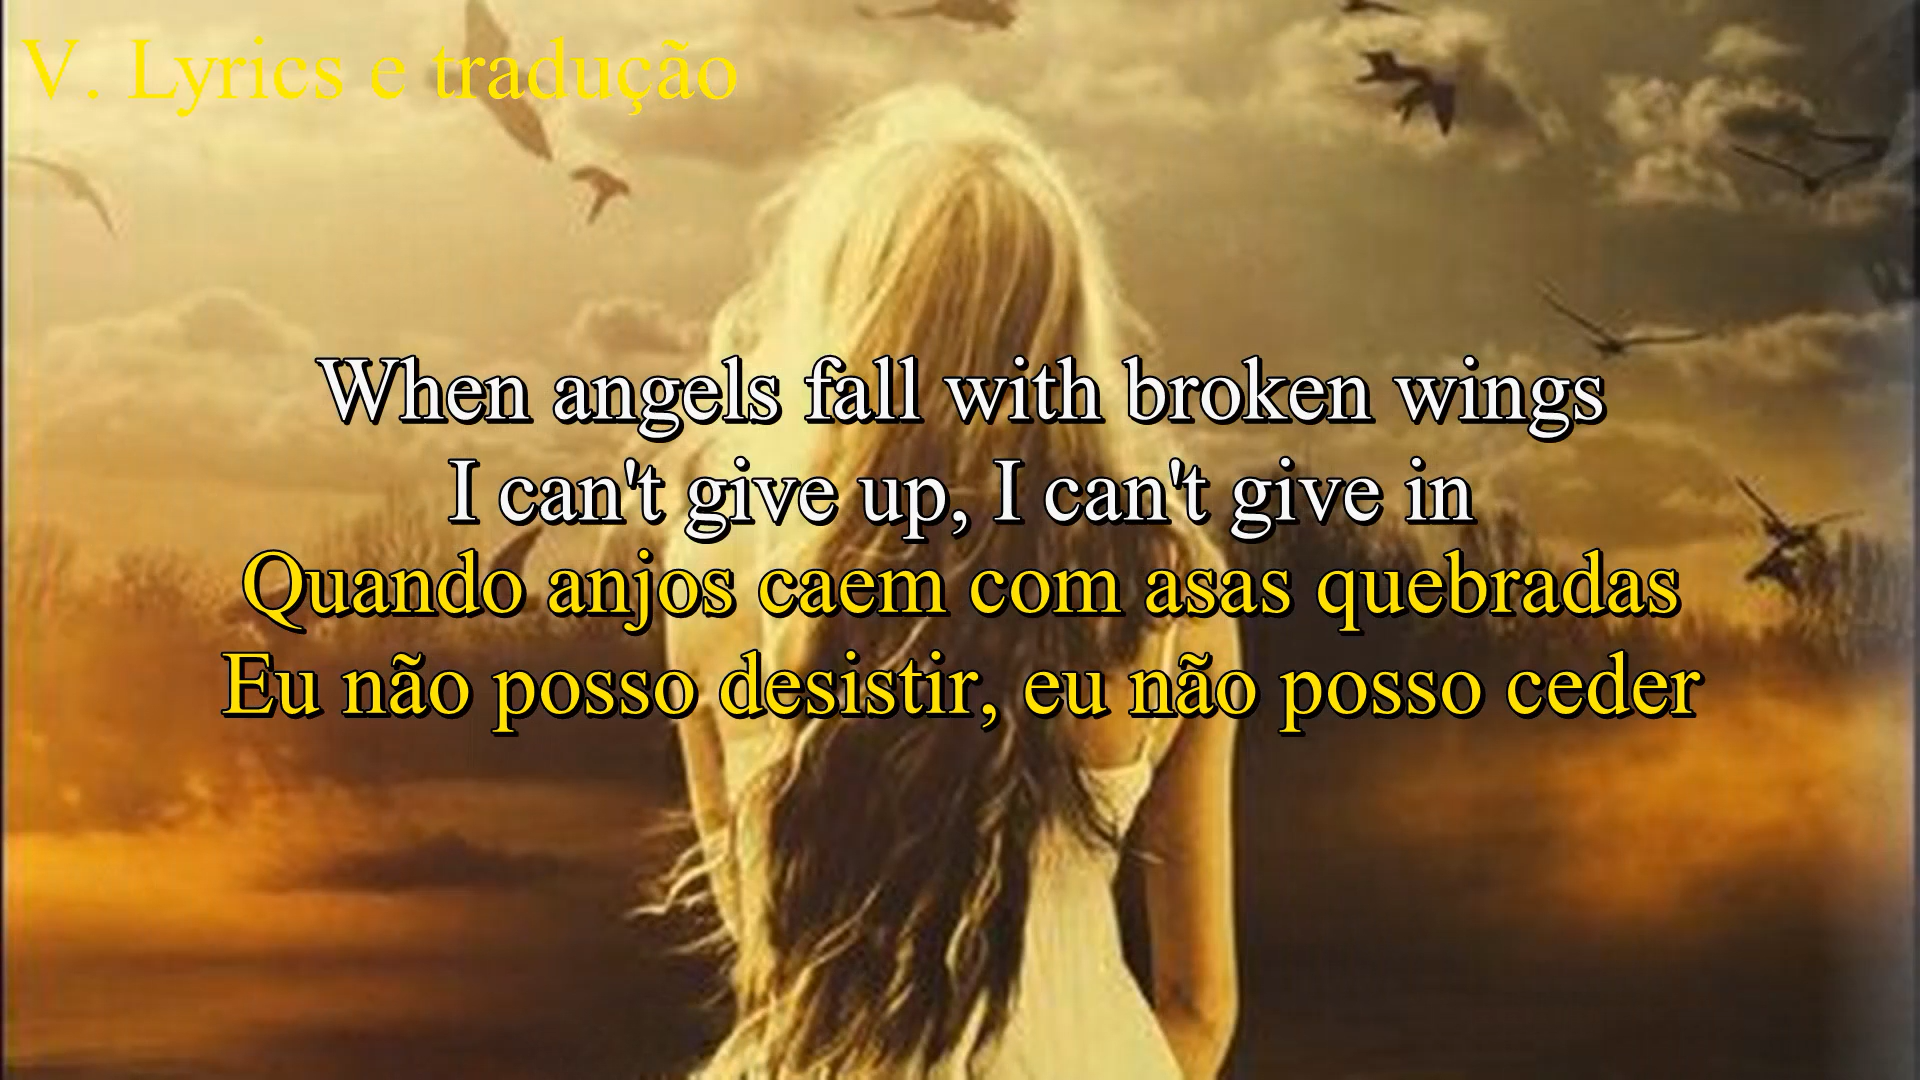 V. Lyrics e tradução
When angels fall with broken wings
I can't give up, I can't give in
Quando anjos caem com asas quebradas
Eu não posso desistir, eu não posso ceder